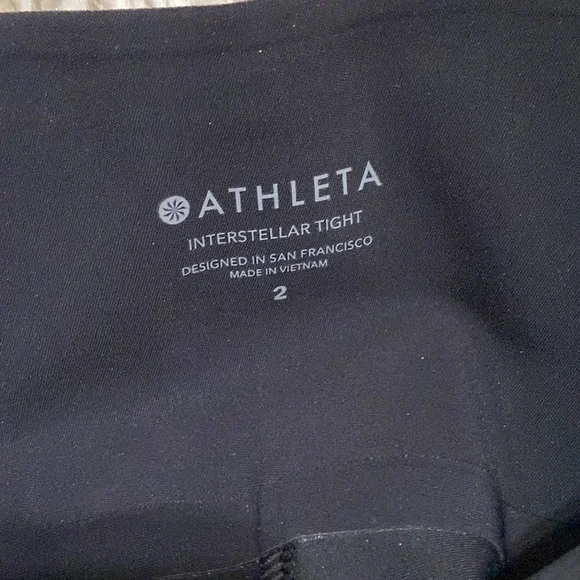 ATHLETA
INTERSTELLAR TIGHT
DESIGNED IN SAN FRANCISCO
MADE IN VIETNAM
2